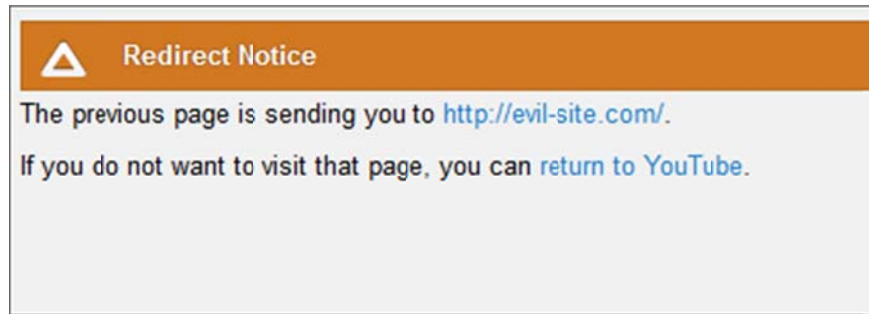 Redirect Notice
The previous page is sending you to http://evil-site.com/.
If you do not want to visit that page, you can return to YouTube.